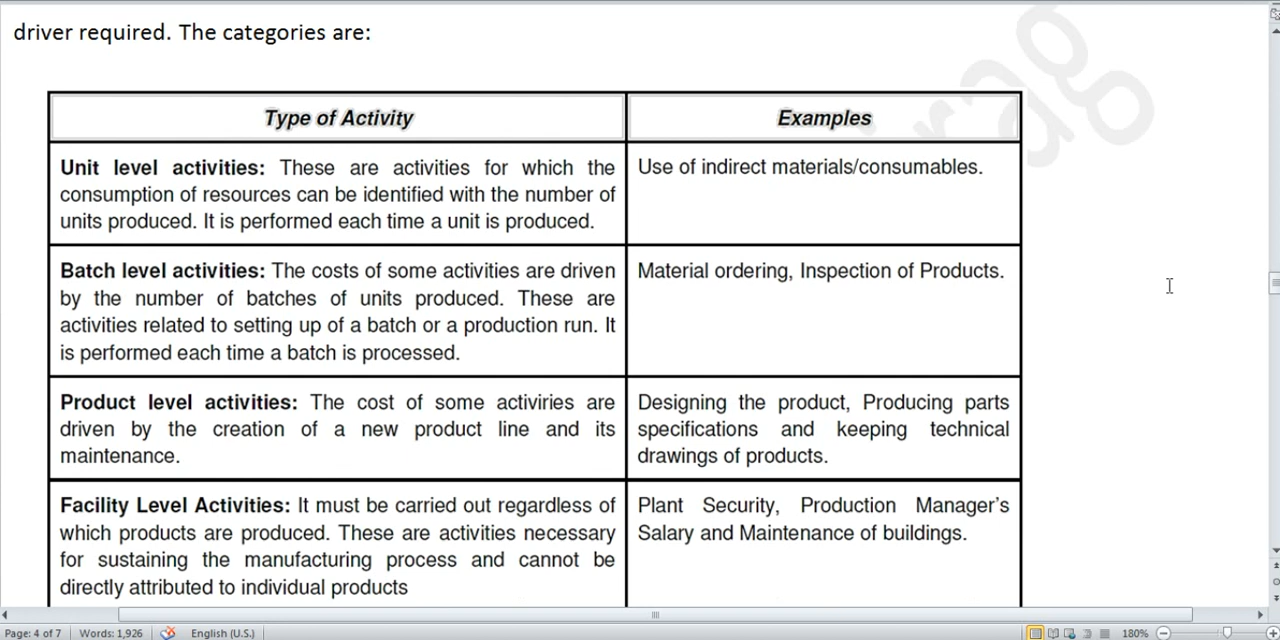 driver required. The categories are:
Type of Activity
Examples
Unit level activities: These are activities for which the
consumption of resources can be identified with the number of
units produced. It is performed each time a unit is produced.
Use of indirect materials/consumables.
Batch level activities: The costs of some activities are driven
by the number of batches of units produced. These are
activities related to setting up of a batch or a production run. It
is performed each time a batch is processed.
Material ordering, Inspection of Products.
Product level activities: The cost of some activiries are
driven by the creation of a new product line and its
maintenance.
Designing the product, Producing parts
specifications and keeping technical
drawings of products.
Facility Level Activities: It must be carried out regardless of
which products are produced. These are activities necessary
for sustaining the manufacturing process and cannot be
directly attributed to individual products
Plant Security, Production Manager's
Salary and Maintenance of buildings.
Page: 4 of 7
Words: 1,926
English (U.S.)
180%